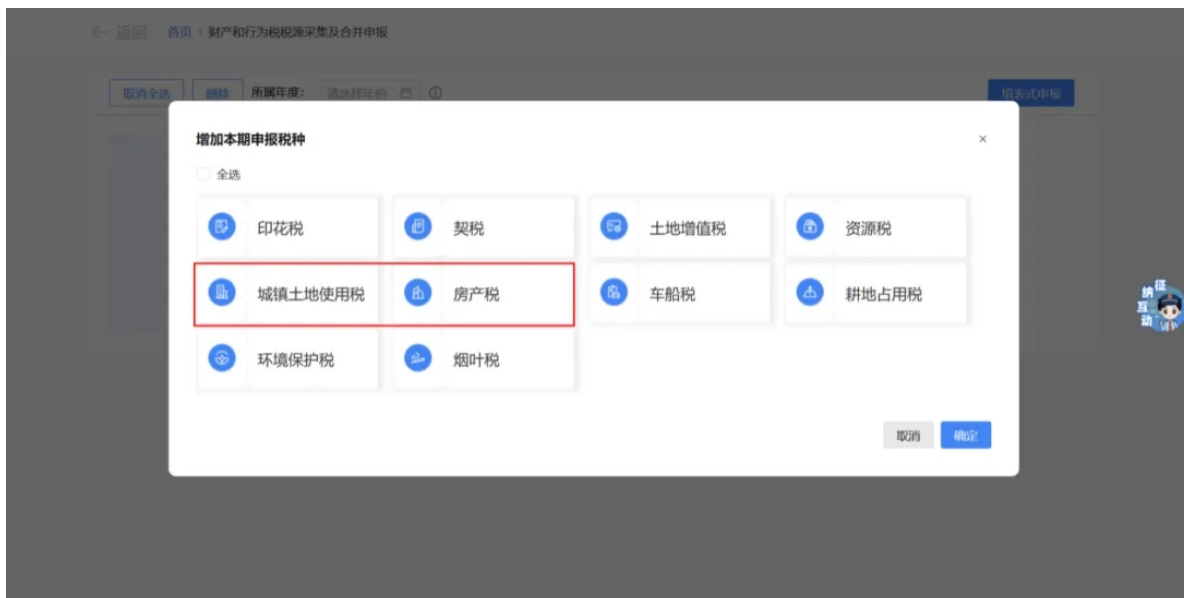 返回 首页 > 财产和行为税税源采集及合并申报
取消全选 删除 所属年度: 请选择年份 填表式申报
增加本期申报税种 ×
全选
印花税 契税 土地增值税 资源税
城镇土地使用税 房产税 车船税 耕地占用税
环境保护税 烟叶税
取消 确定
征纳互动